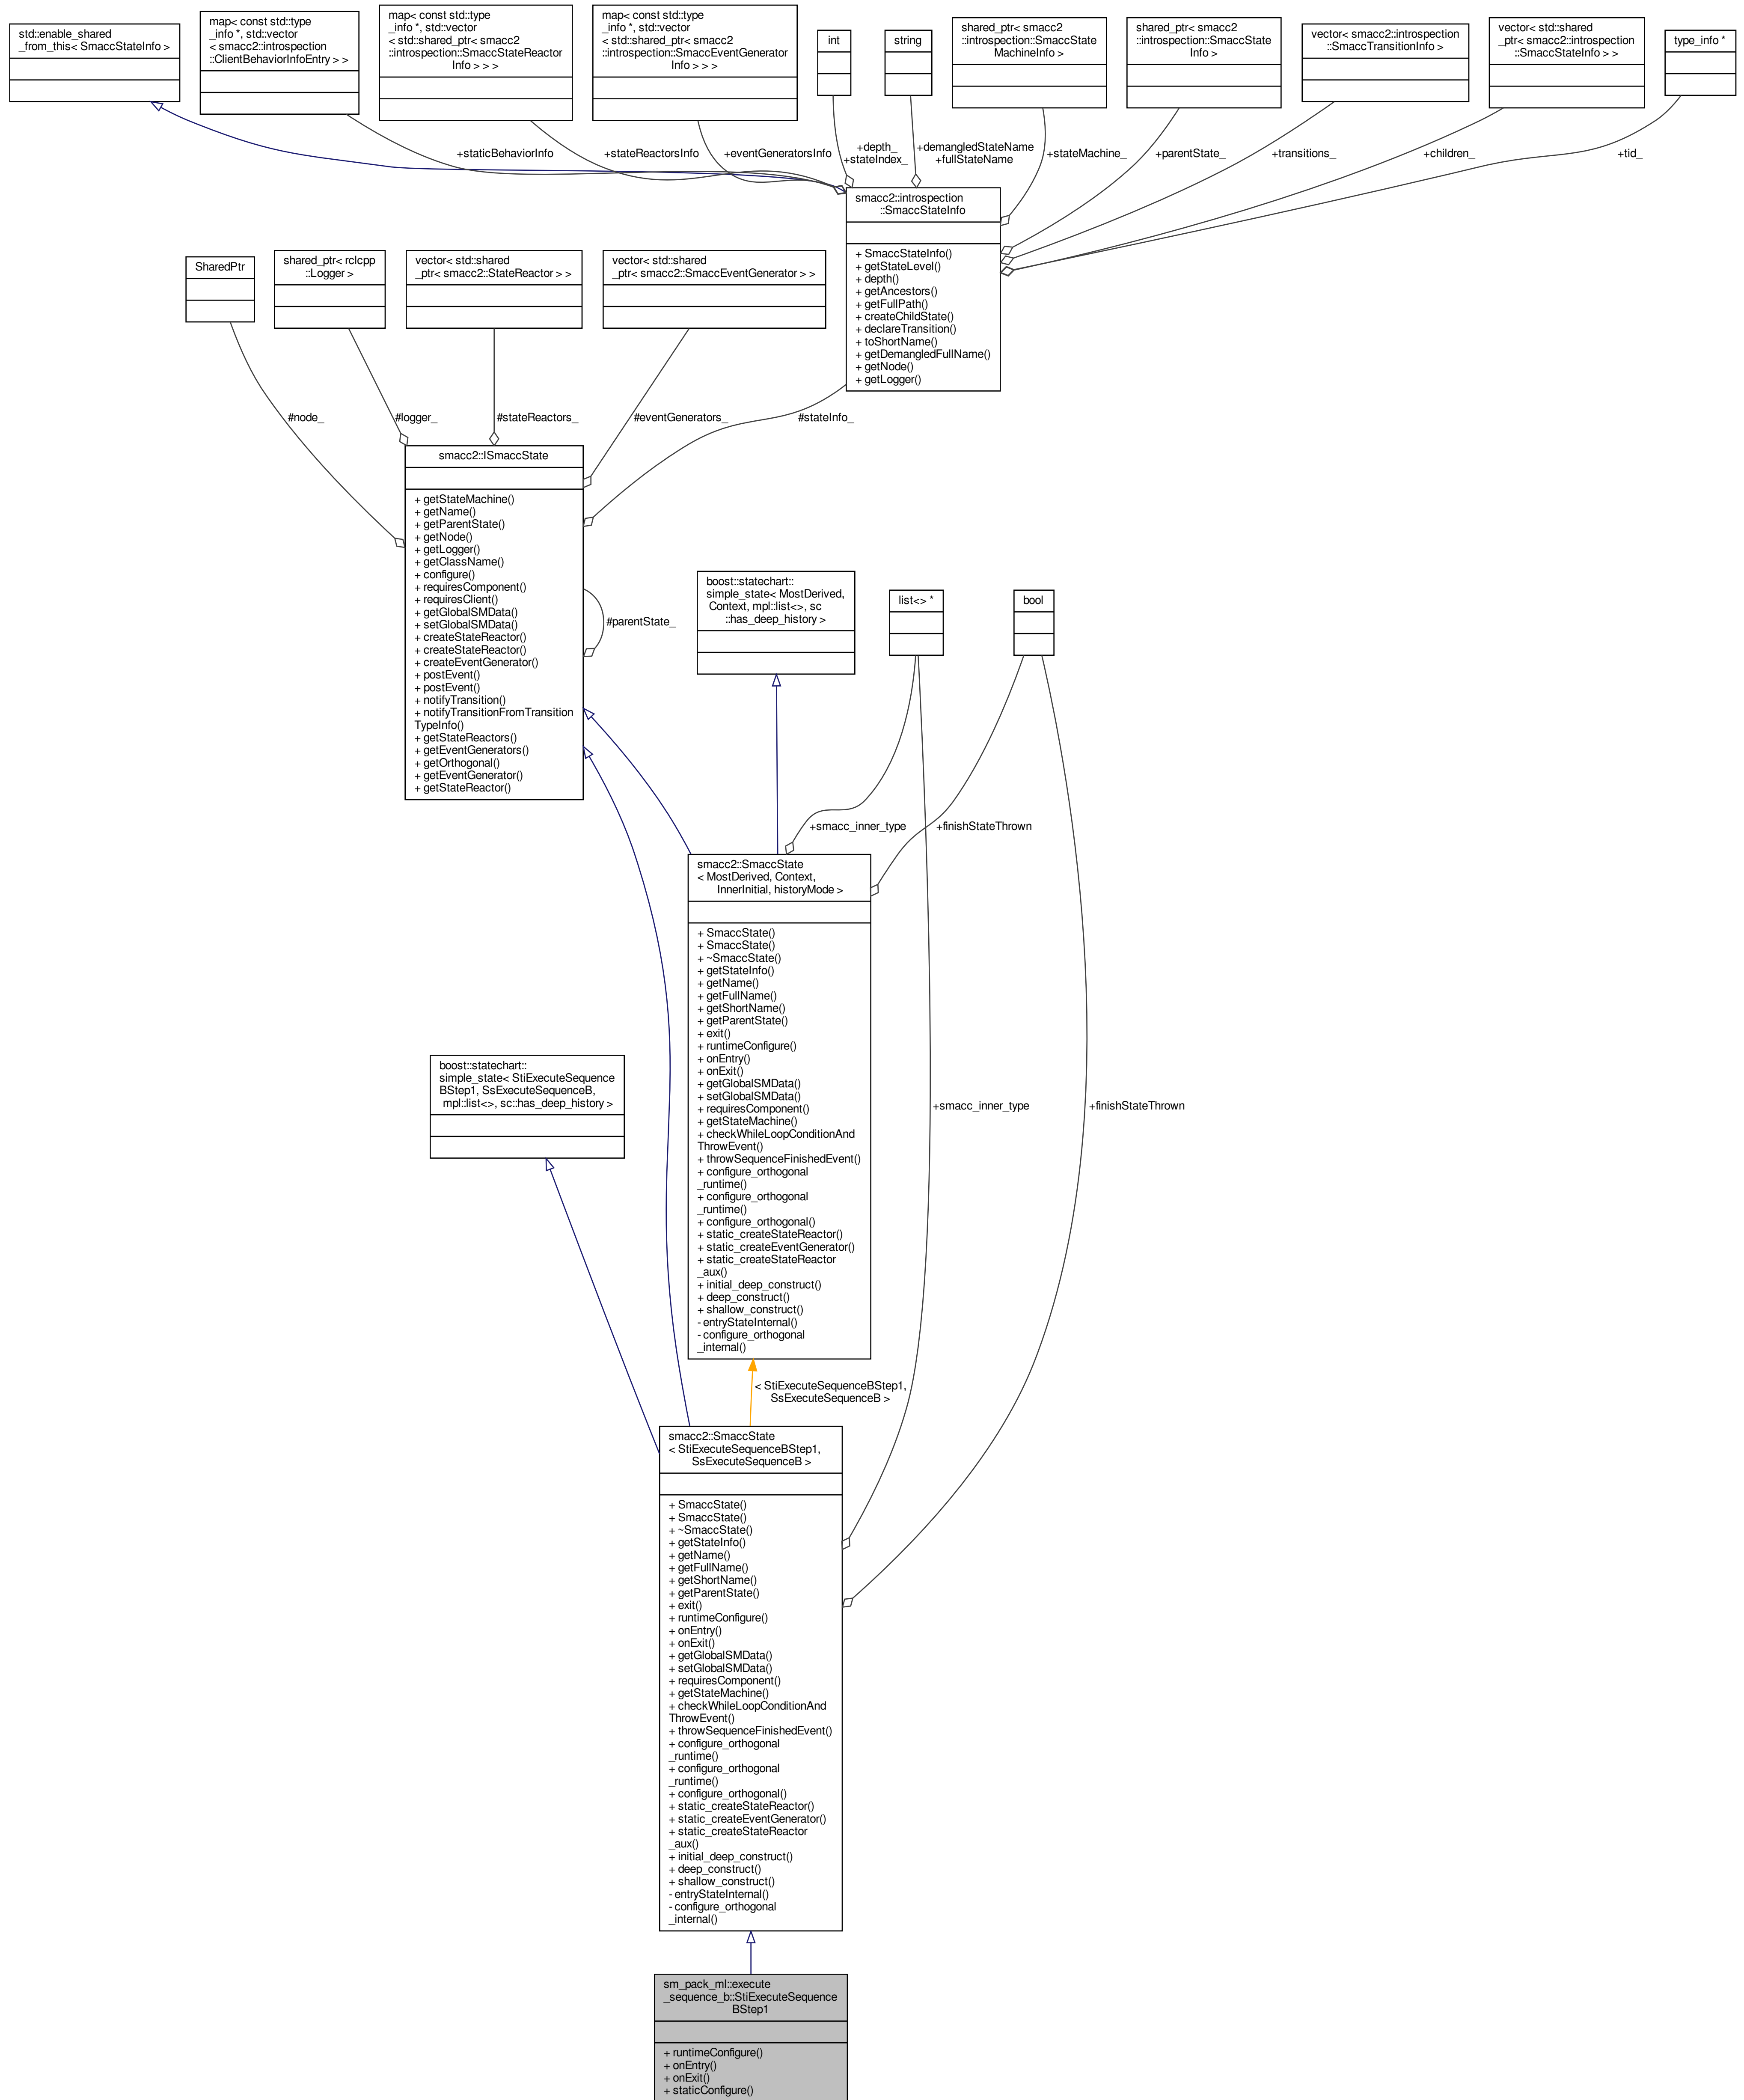 std::enable_shared
_from_this< SmaccStateInfo >
map< const std::type
_info *, std::vector
< smacc2::introspection
::ClientBehaviorInfoEntry > >
map< const std::type
_info *, std::vector
< std::shared_ptr< smacc2
::introspection::SmaccStateReactor
Info > > >
map< const std::type
_info *, std::vector
< std::shared_ptr< smacc2
::introspection::SmaccEventGenerator
Info > > >
int
string
shared_ptr< smacc2
::introspection::SmaccState
MachineInfo >
shared_ptr< smacc2
::introspection::SmaccState
Info >
vector< smacc2::introspection
::SmaccTransitionInfo >
vector< std::shared
_ptr< smacc2::introspection
::SmaccStateInfo > >
type_info *
+staticBehaviorInfo
+stateReactorsInfo
+eventGeneratorsInfo
+depth_
+stateIndex_
+demangledStateName
+fullStateName
+stateMachine_
+parentState_
+transitions_
+children_
+tid_
smacc2::introspection
::SmaccStateInfo
+ SmaccStateInfo()
+ getStateLevel()
+ depth()
+ getAncestors()
+ getFullPath()
+ createChildState()
+ declareTransition()
+ toShortName()
+ getDemangledFullName()
+ getNode()
+ getLogger()
SharedPtr
shared_ptr< rclcpp
::Logger >
vector< std::shared
_ptr< smacc2::StateReactor > >
vector< std::shared
_ptr< smacc2::SmaccEventGenerator > >
#node_
#logger_
#stateReactors_
#eventGenerators_
#stateInfo_
smacc2::ISmaccState
+ getStateMachine()
+ getName()
+ getParentState()
+ getNode()
+ getLogger()
+ getClassName()
+ configure()
+ requiresComponent()
+ requiresClient()
+ getGlobalSMData()
+ setGlobalSMData()
+ createStateReactor()
+ createStateReactor()
+ createEventGenerator()
+ postEvent()
+ postEvent()
+ notifyTransition()
+ notifyTransitionFromTransition
TypeInfo()
+ getStateReactors()
+ getEventGenerators()
+ getOrthogonal()
+ getEventGenerator()
+ getStateReactor()
#parentState_
boost::statechart::
simple_state< MostDerived,
Context, mpl::list<>, sc
::has_deep_history >
list<> *
bool
+smacc_inner_type
+finishStateThrown
smacc2::SmaccState
< MostDerived, Context,
InnerInitial, historyMode >
+ SmaccState()
+ SmaccState()
+ ~SmaccState()
+ getStateInfo()
+ getName()
+ getFullName()
+ getShortName()
+ getParentState()
+ exit()
+ runtimeConfigure()
+ onEntry()
+ onExit()
+ getGlobalSMData()
+ setGlobalSMData()
+ requiresComponent()
+ getStateMachine()
+ checkWhileLoopConditionAnd
ThrowEvent()
+ throwSequenceFinishedEvent()
+ configure_orthogonal
_runtime()
+ configure_orthogonal
_runtime()
+ configure_orthogonal()
+ static_createStateReactor()
+ static_createEventGenerator()
+ static_createStateReactor
_aux()
+ initial_deep_construct()
+ deep_construct()
+ shallow_construct()
- entryStateInternal()
- configure_orthogonal
_internal()
boost::statechart::
simple_state< StiExecuteSequence
BStep1, SsExecuteSequenceB,
mpl::list<>, sc::has_deep_history >
+smacc_inner_type
+finishStateThrown
< StiExecuteSequenceBStep1,
SsExecuteSequenceB >
smacc2::SmaccState
< StiExecuteSequenceBStep1,
SsExecuteSequenceB >
+ SmaccState()
+ SmaccState()
+ ~SmaccState()
+ getStateInfo()
+ getName()
+ getFullName()
+ getShortName()
+ getParentState()
+ exit()
+ runtimeConfigure()
+ onEntry()
+ onExit()
+ getGlobalSMData()
+ setGlobalSMData()
+ requiresComponent()
+ getStateMachine()
+ checkWhileLoopConditionAnd
ThrowEvent()
+ throwSequenceFinishedEvent()
+ configure_orthogonal
_runtime()
+ configure_orthogonal
_runtime()
+ configure_orthogonal()
+ static_createStateReactor()
+ static_createEventGenerator()
+ static_createStateReactor
_aux()
+ initial_deep_construct()
+ deep_construct()
+ shallow_construct()
- entryStateInternal()
- configure_orthogonal
_internal()
sm_pack_ml::execute
_sequence_b::StiExecuteSequence
BStep1
+ runtimeConfigure()
+ onEntry()
+ onExit()
+ staticConfigure()